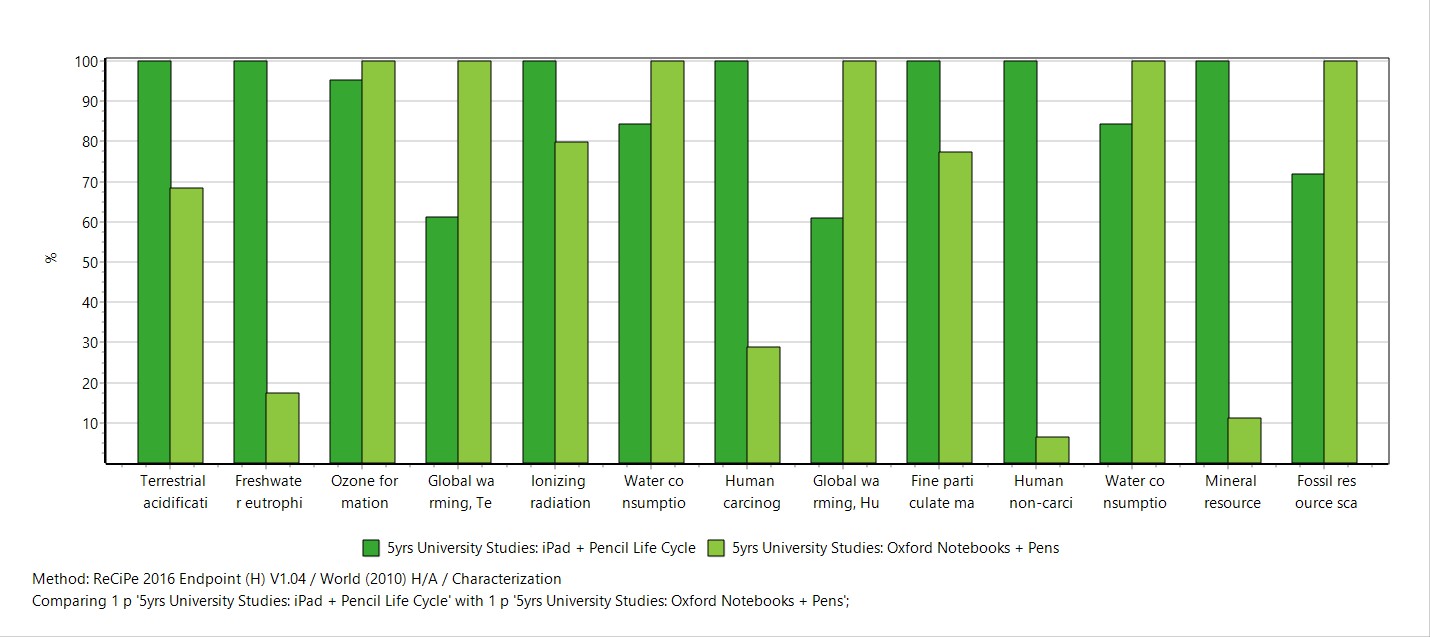 100
90
80
70
60
50
40
30
20
10
%
Terrestrial acidificati
Freshwate r eutrophi
Ozone for mation
Global wa rming, Te
Ionizing radiation
Water co nsumptio
Human carcinog
Global wa rming, Hu
Fine parti culate ma
Human non-carci
Water co nsumptio
Mineral resource
Fossil res ource sca
5yrs University Studies: iPad + Pencil Life Cycle
5yrs University Studies: Oxford Notebooks + Pens
Method: ReCiPe 2016 Endpoint (H) V1.04 / World (2010) H/A / Characterization
Comparing 1 p '5yrs University Studies: iPad + Pencil Life Cycle' with 1 p '5yrs University Studies: Oxford Notebooks + Pens';